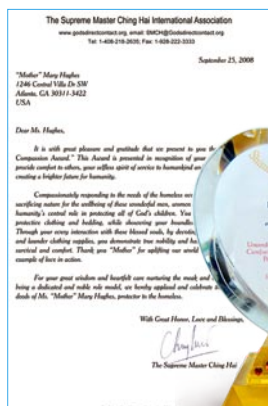 The Supreme Master Ching Hai International Association
www.godsdirectcontact.org, email: SMCH@Godsdirectcontact.org
Tel: 1-408-218-2635; Fax: 1-928-222-3333
September 25, 2008
"Mother" Mary Hughes
1246 Central Villa Dr SW
Atlanta, GA 30311-3422
USA
Dear Ms. Hughes,
It is with great pleasure and gratitude that we present to you th
Compassion Award." This Award is presented in recognition of your
provide comfort to others, your selfless spirit of service to humankind an
creating a brighter future for humanity.
Compassionately responding to the needs of the homeless are
sacrificing nature for the wellbeing of these wonderful men, women
humanity's central role in protecting all of God's children. You
protective clothing and bedding, while showering your boundles
Through your every interaction with these blessed souls, by devotin
and launder clothing supplies, you demonstrate true nobility and ha
survival and comfort. Thank you "Mother" for uplifting our world
example of love in action.
For your great wisdom and heartfelt care nurturing the meek and
being a dedicated and noble role model, we hereby applaud and celebrate t
deeds of Ms. "Mother" Mary Hughes, protector to the homeless.
With Great Honor, Love and Blessings,
The Supreme Master Ching Hai